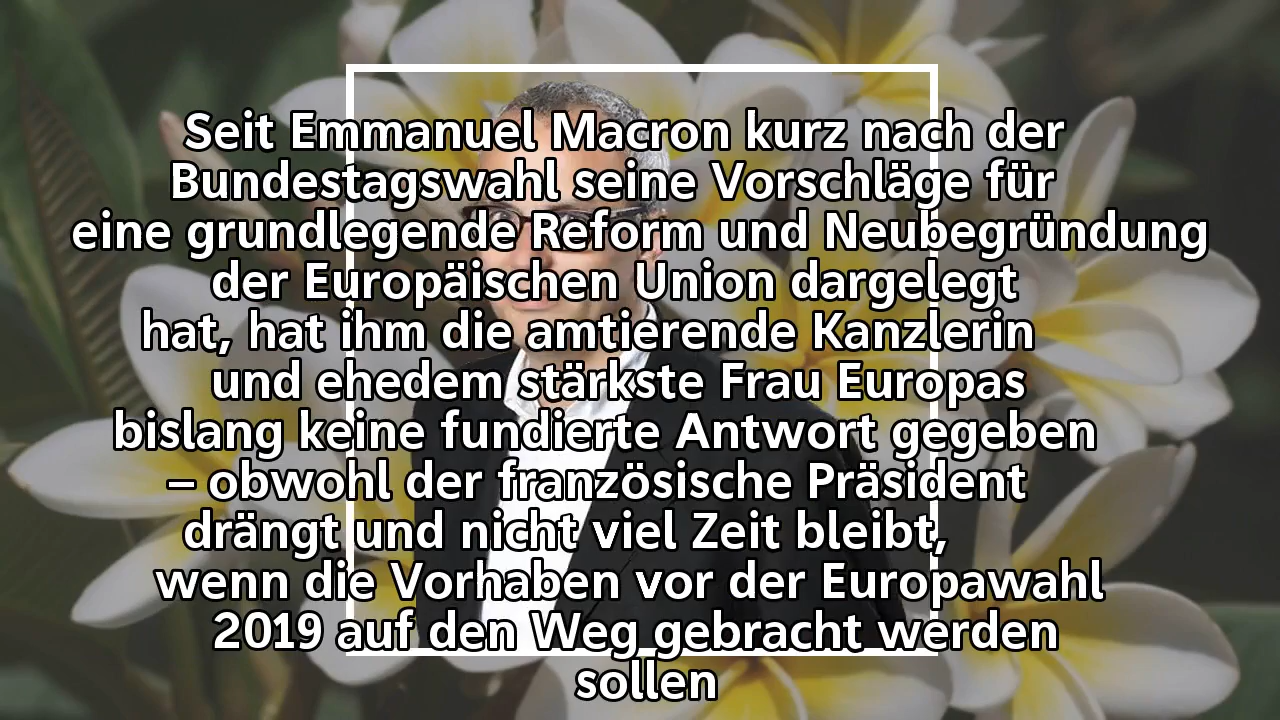 Seit Emmanuel Macron kurz nach der
Bundestagswahl seine Vorschläge für
eine grundlegende Reform und Neubegründung
der Europäischen Union dargelegt
hat, hat ihm die amtierende Kanzlerin
und ehedem stärkste Frau Europas
bislang keine fundierte Antwort gegeben
– obwohl der französische Präsident
drängt und nicht viel Zeit bleibt,
wenn die Vorhaben vor der Europawahl
2019 auf den Weg gebracht werden
sollen